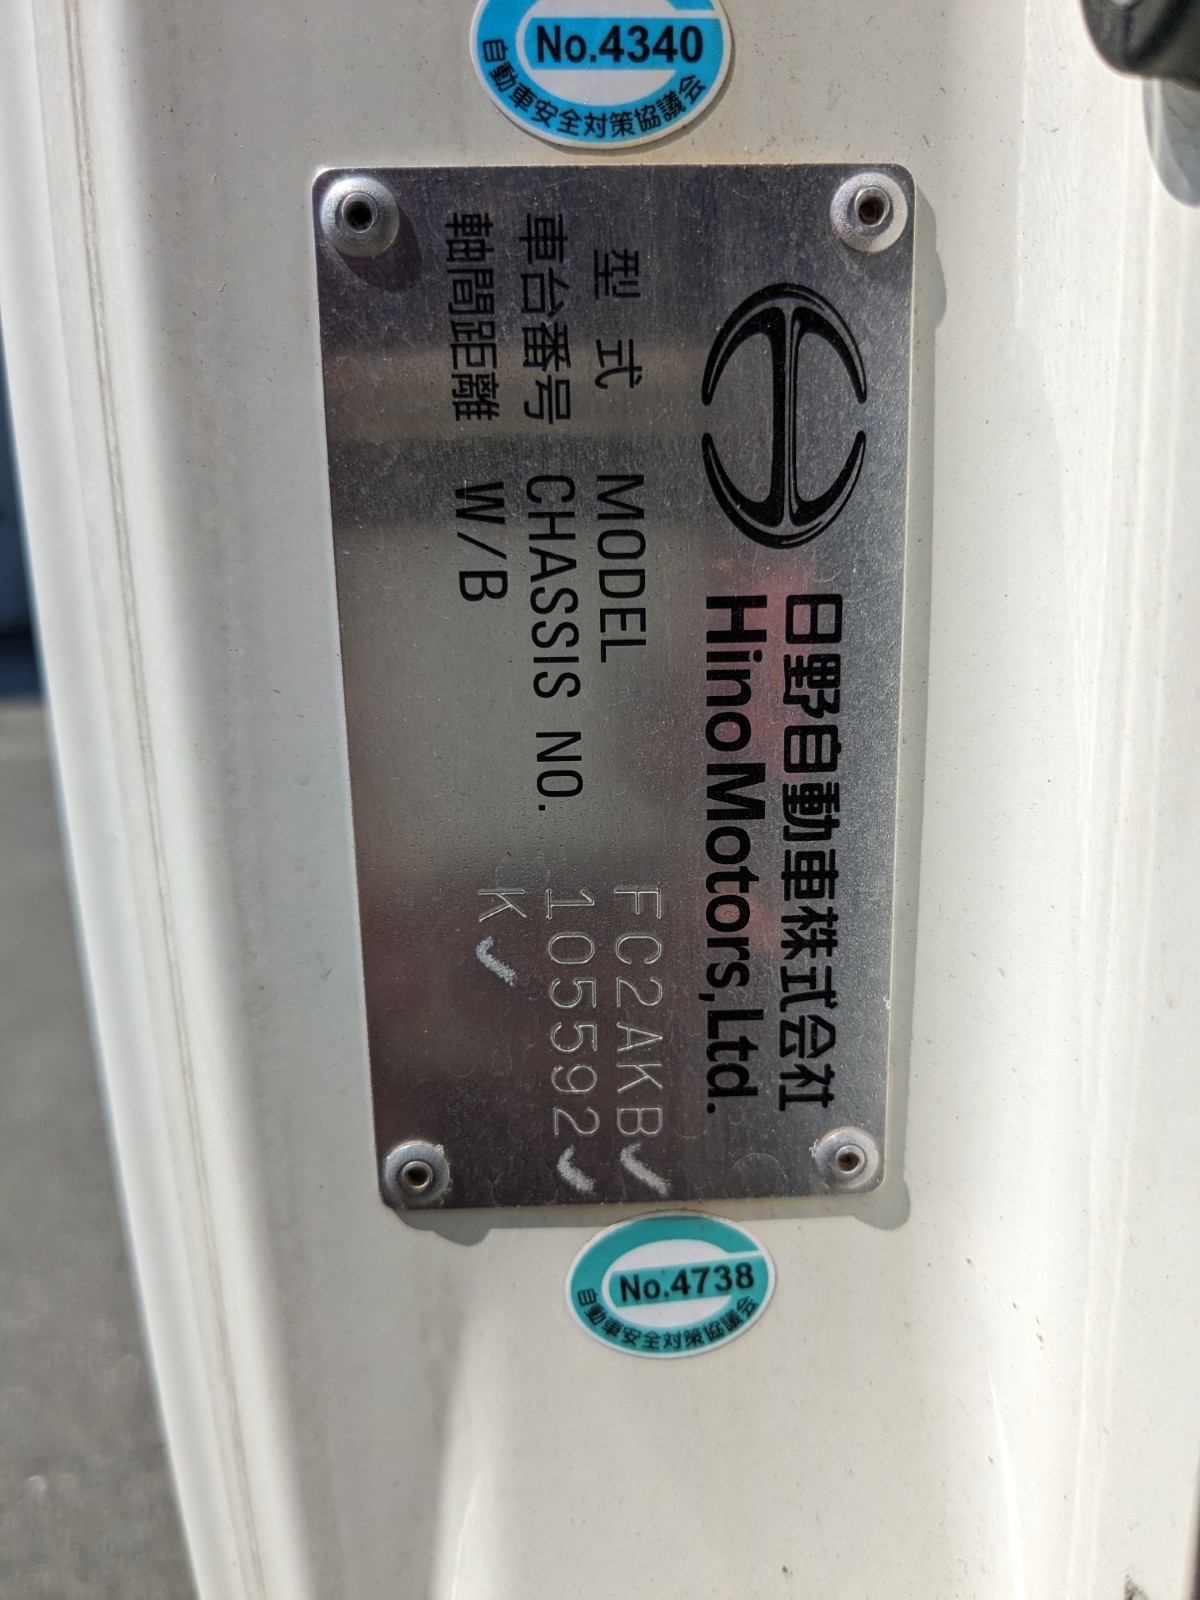 No.4340
自動車安全対策協議会
日野自動車株式会社
Hino Motors, Ltd.
型式 MODEL FC2AKB
車台番号 CHASSIS NO. 105592
軸間距離 W/B K
No.4738
自動車安全対策協議会